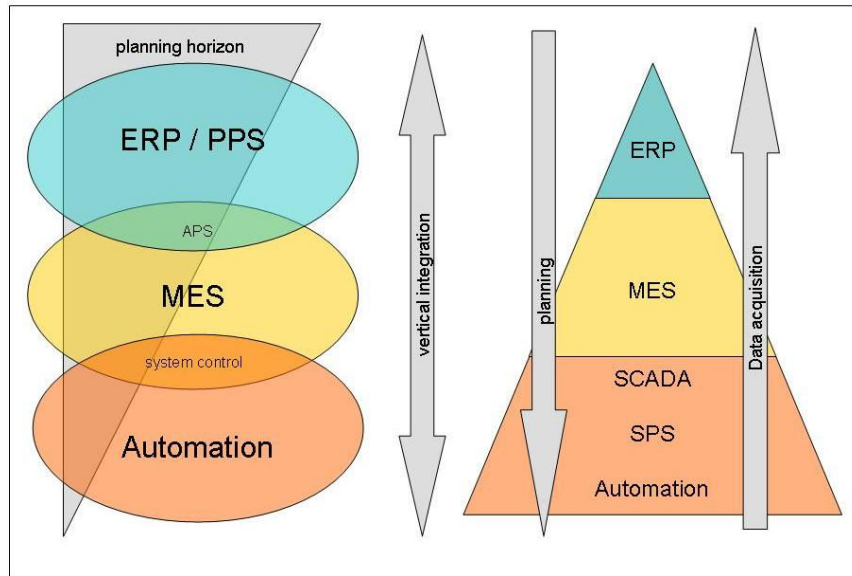 planning horizon
ERP / PPS
APS
MES
system control
Automation
vertical integration
planning
ERP
MES
SCADA
SPS
Automation
Data acquisition